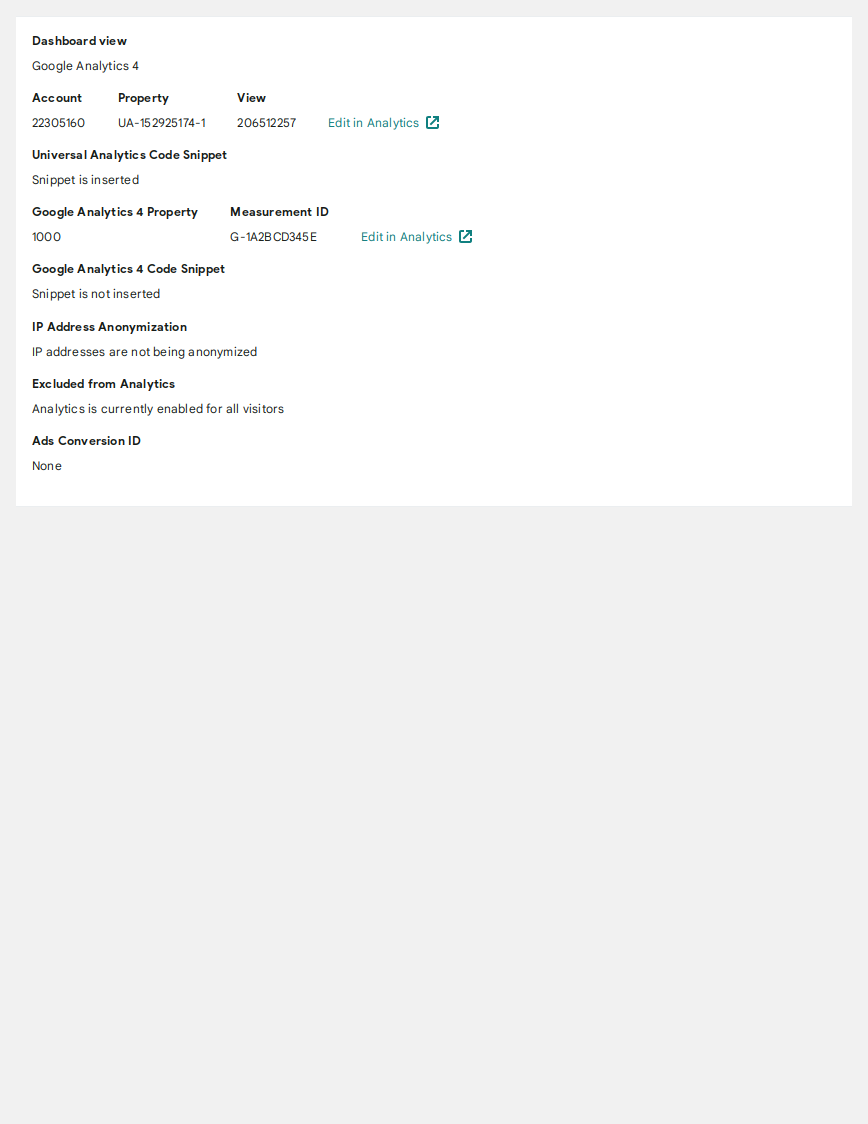 Dashboard view
Google Analytics 4
Account Property View
22305160 UA-152925174-1 206512257 Edit in Analytics
Universal Analytics Code Snippet
Snippet is inserted
Google Analytics 4 Property Measurement ID
1000 G-1A2BCD345E Edit in Analytics
Google Analytics 4 Code Snippet
Snippet is not inserted
IP Address Anonymization
IP addresses are not being anonymized
Excluded from Analytics
Analytics is currently enabled for all visitors
Ads Conversion ID
None